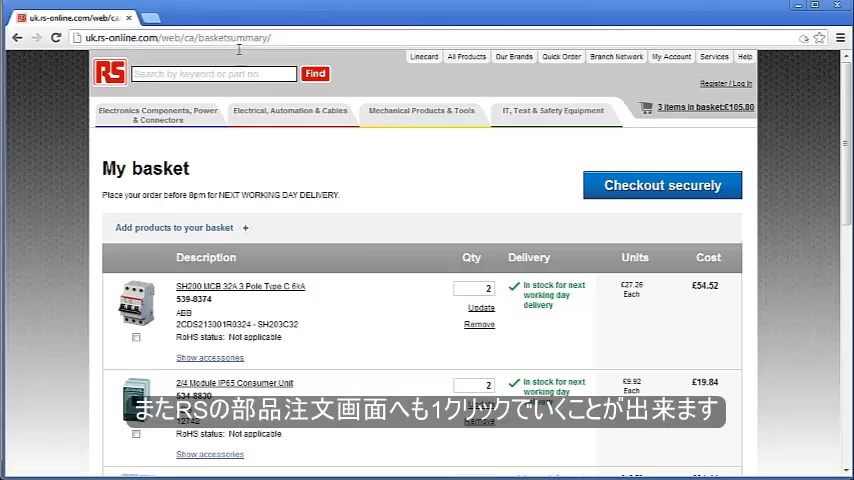 uk.rs-online.com/web/ca
uk.rs-online.com/web/ca/basketsummary/
Linecard All Products Our Brands Quick Order Branch Network My Account Services Help
RS Search by keyword or part no Find
Register / Log In
Electronics Components, Power & Connectors
Electrical, Automation & Cables
Mechanical Products & Tools
IT, Test & Safety Equipment
3 items in basket:£105.80
My basket
Place your order before 8pm for NEXT WORKING DAY DELIVERY.
Checkout securely
Add products to your basket +
Description Qty Delivery Units Cost
SH200 MCB 32A 3 Pole Type C 6kA
539-8374
ABB
2CDS213001R0324 - SH203C32
RoHS status: Not applicable
Show accessories
2
Update
Remove
In stock for next
working day
delivery
£27.26
Each
£54.52
2/4 Module IP65 Consumer Unit
534-8830
12742
RoHS status: Not applicable
Show accessories
2
Remove
In stock for next
working day
£9.92
Each
£19.84
またRSの部品注文画面へも1クリックでいくことが出来ます